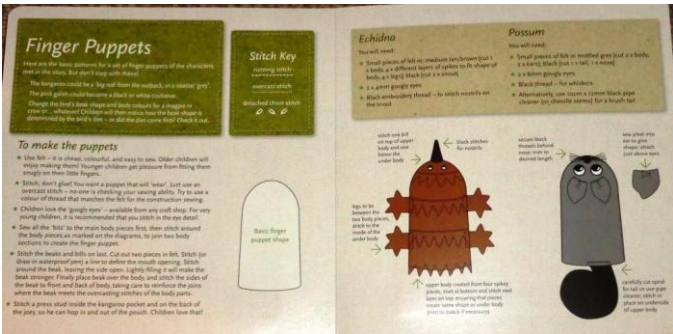 Finger Puppets
Here are the basic patterns for a set of finger puppets of the characters
met in the story. But don't stop with these!
The kangaroo could be a 'big red' from the outback, or a coastal 'grey'.
The pink galah could become a black or white cockatoo.
Change the bird's beak shape and body colours for a magpie or
crow or... whatever! Children will then notice how the beak shape is
determined by the bird's diet – or did the diet come first? Check it out.
Stitch Key
running stitch
overcast stitch
detached chain stitch
To make the puppets
Use felt – it is cheap, colourful, and easy to sew. Older children will
enjoy making them! Younger children get pleasure from fitting them
snugly on their little fingers.
Stitch, don't glue! You want a puppet that will 'wear'. Just use an
overcast stitch – no-one is checking your sewing ability. Try to use a
colour of thread that matches the felt for the construction sewing.
Children love the 'googly eyes' – available from any craft shop. For very
young children, it is recommended that you stitch in the eye detail.
Sew all the 'bits' to the main body pieces first, then stitch around
the body pieces, as marked on the diagrams, to join two body
sections to create the finger puppet.
Stitch the beaks and bills on last. Cut out two pieces in felt. Stitch (or
draw in waterproof pen) a line to define the mouth opening. Stitch
around the beak, leaving the side open. Lightly filling it will make the
beak stronger. Finally place beak over the body, and stitch the sides of
the beak to front and back of body, taking care to reinforce the joins
where the beak meets the overcasting stitches of the body parts.
Stitch a press stud inside the kangaroo pocket and on the back of
the joey, so he can hop in and out of the pouch. Children love that!
Basic finger
puppet shape
Echidna
You will need:
Small pieces of felt in: medium tan/brown [cut 1
x body, 4 x different layers of spikes to fit shape of
body, 4 x legs]; black [cut 2 x snout]
2 x 4mm googly eyes
Black embroidery thread – to stitch nostrils on
the snout
stitch one bill
on top of upper
body and one
below the
under body
black stitches
for nostrils
legs to be
between the
two body pieces,
stitch to the
inside of the
under body
upper body created from four spikey
pieces, start at bottom and stitch next
layer on top, ensuring that pieces
create same shape as under body
Possum
You will need:
Small pieces of felt in mottled grey [cut 2 x body,
2 x ears]; black [cut 1 x tail, 1 x nose]
2 x 8mm googly eyes
Black thread – for whiskers
Alternatively, use black pipe
cleaner (or chenille stems) for a brush tail
secure black
threads behind
nose; trim to
desired length
sew pleat into
ear to give
shape; attach
just above eyes
carefully cut spiral
for tail or use pipe
cleaner; stitch in
place on underside
of upper body